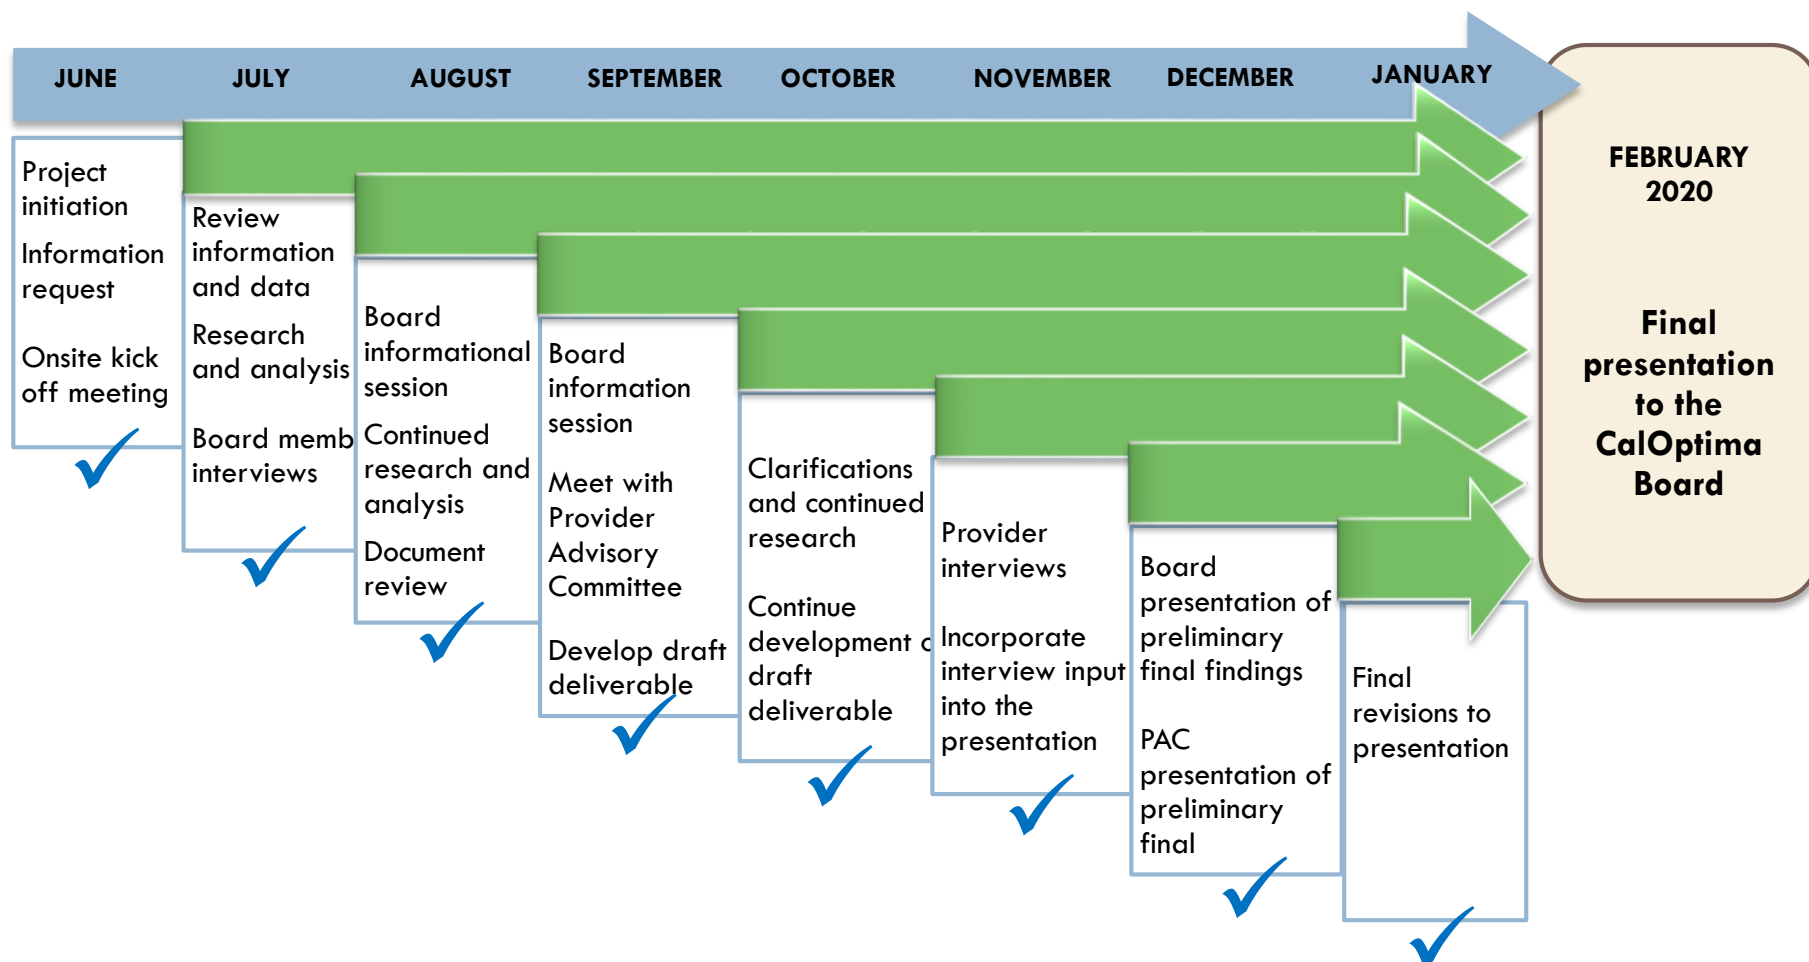 JUNE
JULY
AUGUST
SEPTEMBER
OCTOBER
NOVEMBER
DECEMBER
JANUARY
Project
initiation
Information
request
Onsite kick
off meeting
Review
information
and data
Research
and analysis
Board memb
interviews
Board
informational
session
Continued
research and
analysis
Document
review
Board
information
session
Meet with
Provider
Advisory
Committee
Develop draft
deliverable
Clarifications
and continued
research
Continue
development o
draft
deliverable
Provider
interviews
Incorporate
interview input
into the
presentation
Board
presentation of
preliminary
final findings
PAC
presentation of
preliminary
final
Final
revisions to
presentation
FEBRUARY
2020
Final
presentation
to the
CalOptima
Board